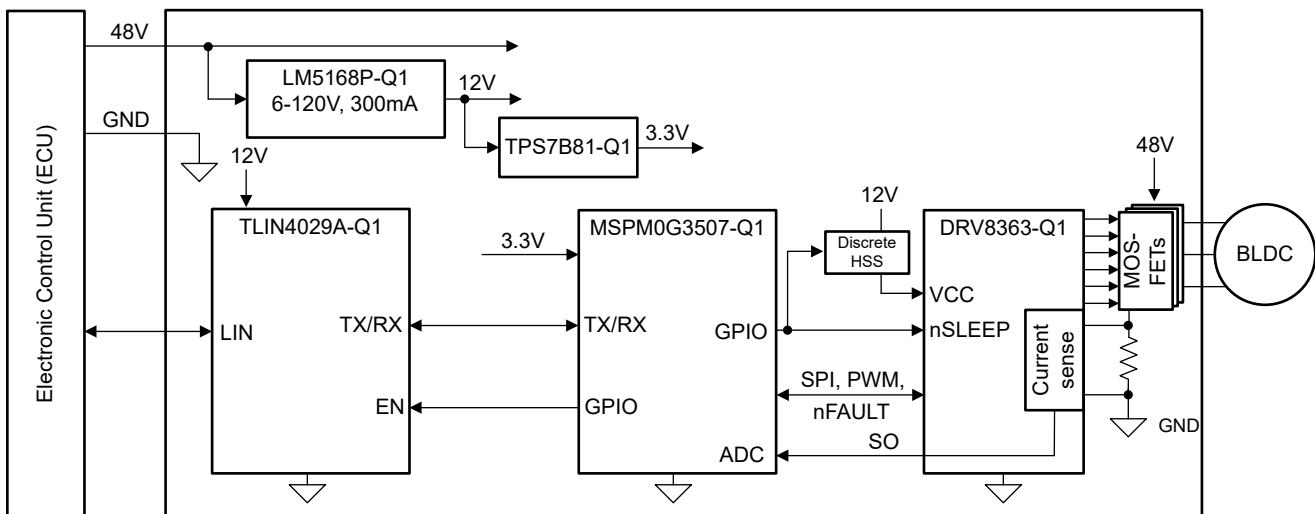 Electronic Control Unit (ECU)
48V
LM5168P-Q1
6-120V, 300mA
12V
GND
TPS7B81-Q1
3.3V
12V
48V
TLIN4029A-Q1
MSPM0G3507-Q1
12V
DRV8363-Q1
3.3V
Discrete
HSS
MOS-
FETs
BLDC
VCC
LIN
TX/RX
TX/RX
GPIO
nSLEEP
Current
sense
SPI, PWM,
nFAULT
EN
GPIO
GND
SO
ADC